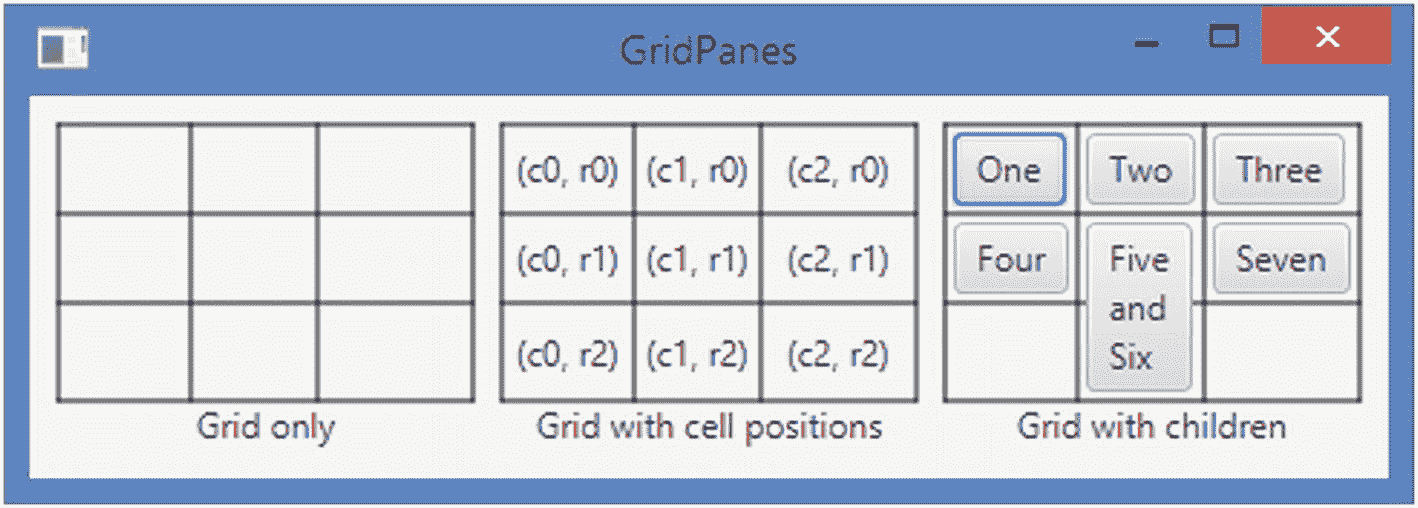 GridPanes
(c0, r0) (c1, r0) (c2, r0)
(c0, r1) (c1, r1) (c2, r1)
(c0, r2) (c1, r2) (c2, r2)
One Two Three
Four Five and Six Seven
Grid only
Grid with cell positions
Grid with children